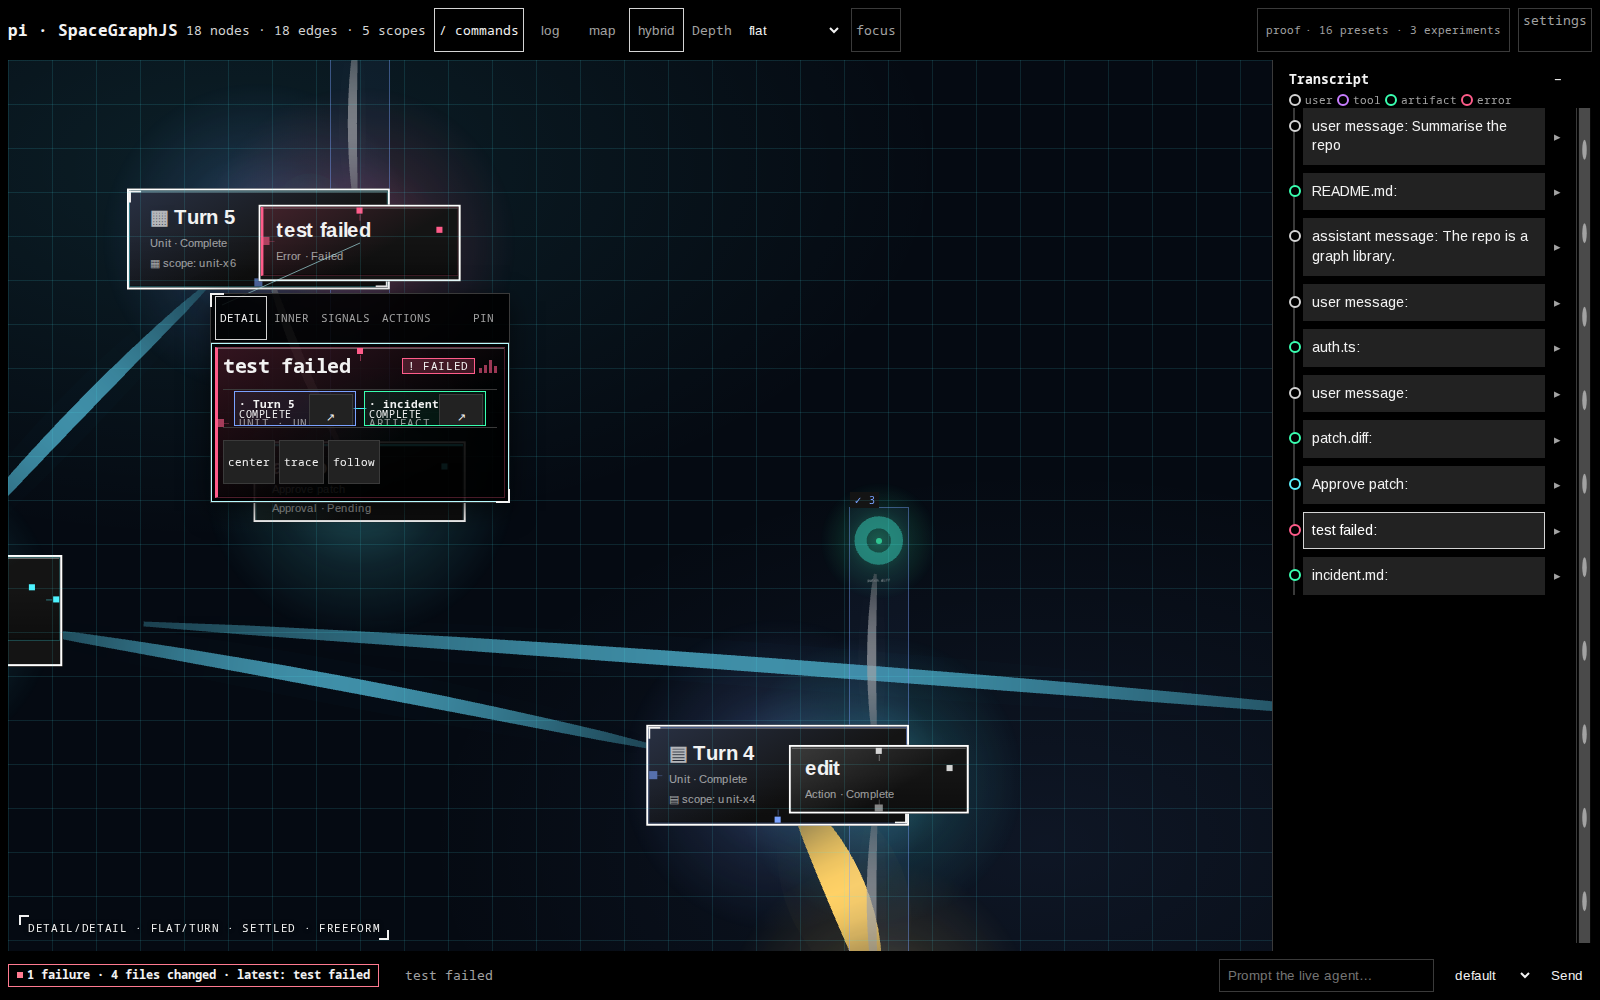 pi · SpaceGraphJS 18 nodes · 18 edges · 5 scopes / commands log map hybrid Depth flat focus proof · 16 presets · 3 experiments settings
Turn 5
Unit · Complete
scope: unit-x6
test failed
Error · Failed
DETAIL INNER SIGNALS ACTIONS PIN
test failed ! FAILED
· Turn 5
COMPLETE
UNIT · UN
· incident
COMPLETE
ARTIFACT
center trace follow
Approve patch
Approval · Pending
✓ 3
Turn 4
Unit · Complete
scope: unit-x4
edit
Action · Complete
DETAIL/DETAIL · FLAT/TURN · SETTLED · FREEFORM
Transcript –
user tool artifact error
user message: Summarise the
repo
README.md:
assistant message: The repo is a
graph library.
user message:
auth.ts:
user message:
patch.diff:
Approve patch:
test failed:
incident.md:
1 failure · 4 files changed · latest: test failed test failed Prompt the live agent… default Send